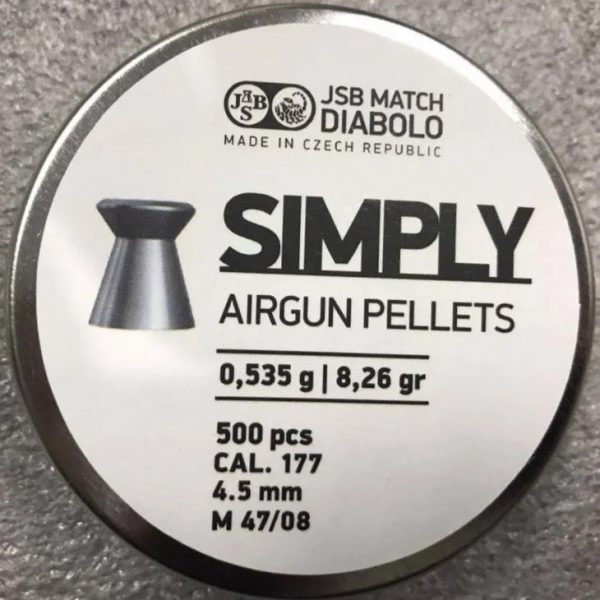 JSB
JSB MATCH
DIABOLO
MADE IN CZECH REPUBLIC
SIMPLY
AIRGUN PELLETS
0,535 g | 8,26 gr
500 pcs
CAL. 177
4.5 mm
M 47/08